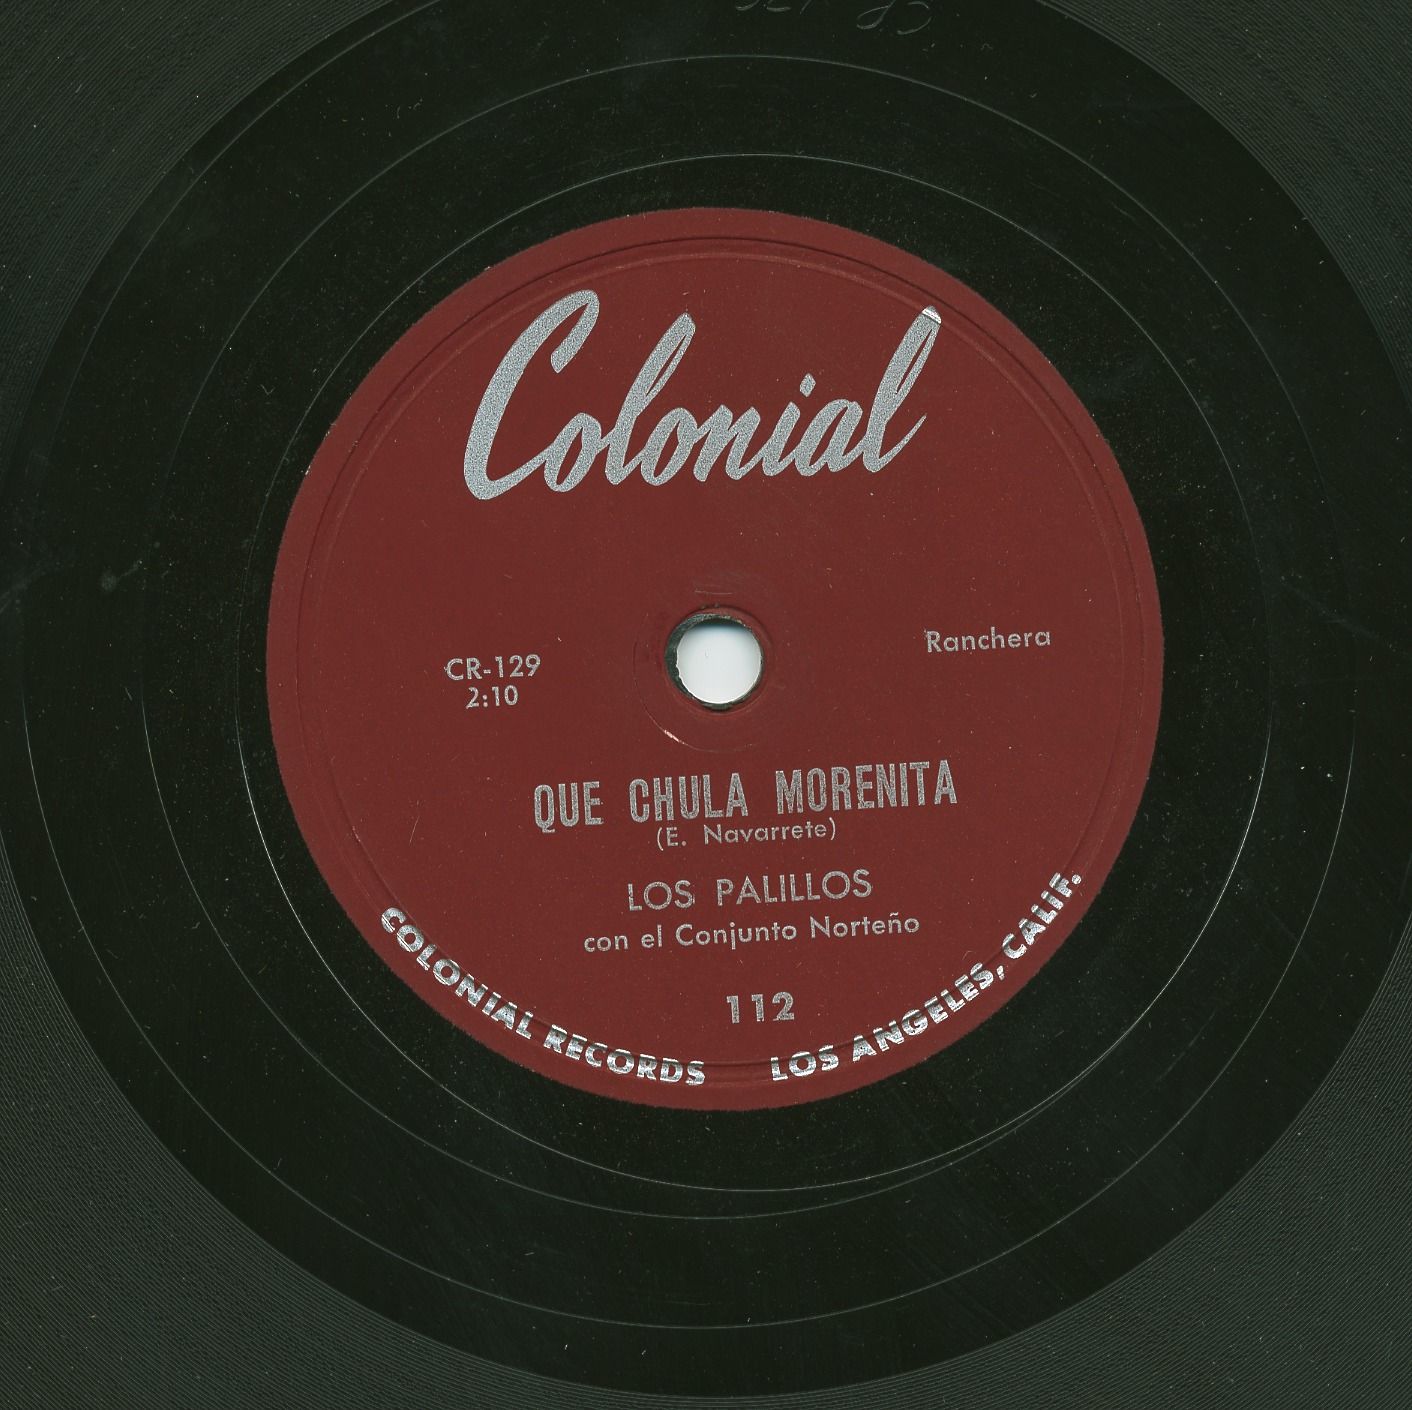 Colonial
Ranchera
CR-129
2:10
QUE CHULA MORENITA
(E. Navarrete)
LOS PALILLOS
con el Conjunto Norteño
112
COLONIAL RECORDS LOS ANGELES, CALIF.